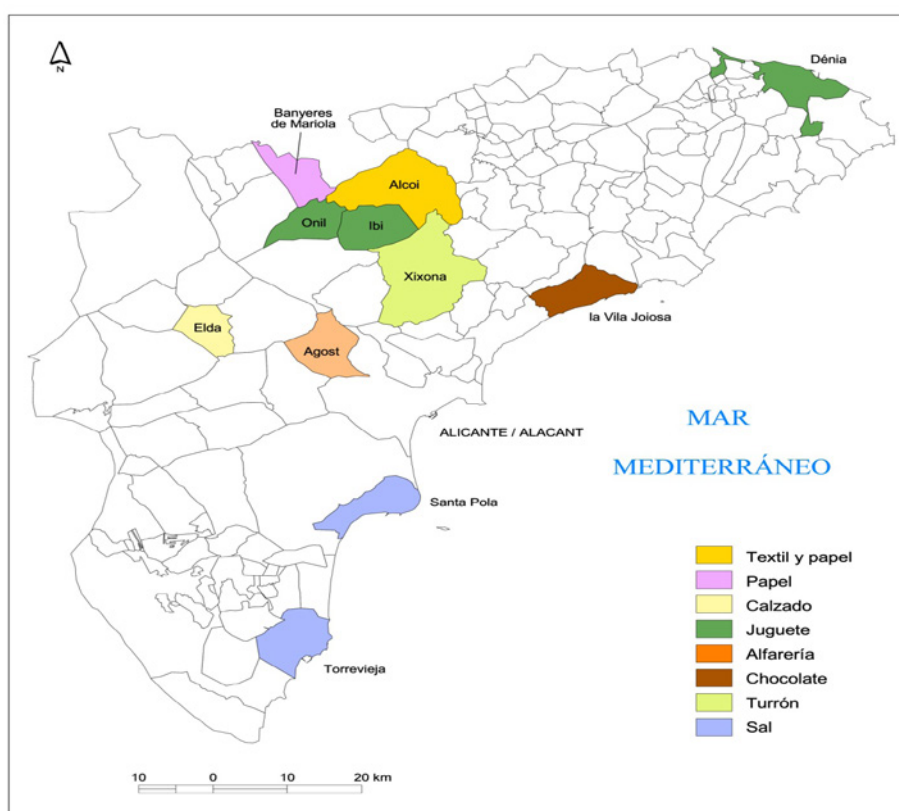 N
Dénia
Banyeres
de Mariola
Alcoi
Onil
Ibi
Xixona
la Vila Joiosa
Elda
Agost
ALICANTE / ALACANT
MAR
MEDITERRÁNEO
Santa Pola
Torrevieja
Textil y papel
Papel
Calzado
Juguete
Alfarería
Chocolate
Turrón
Sal
10 0 10 20 km